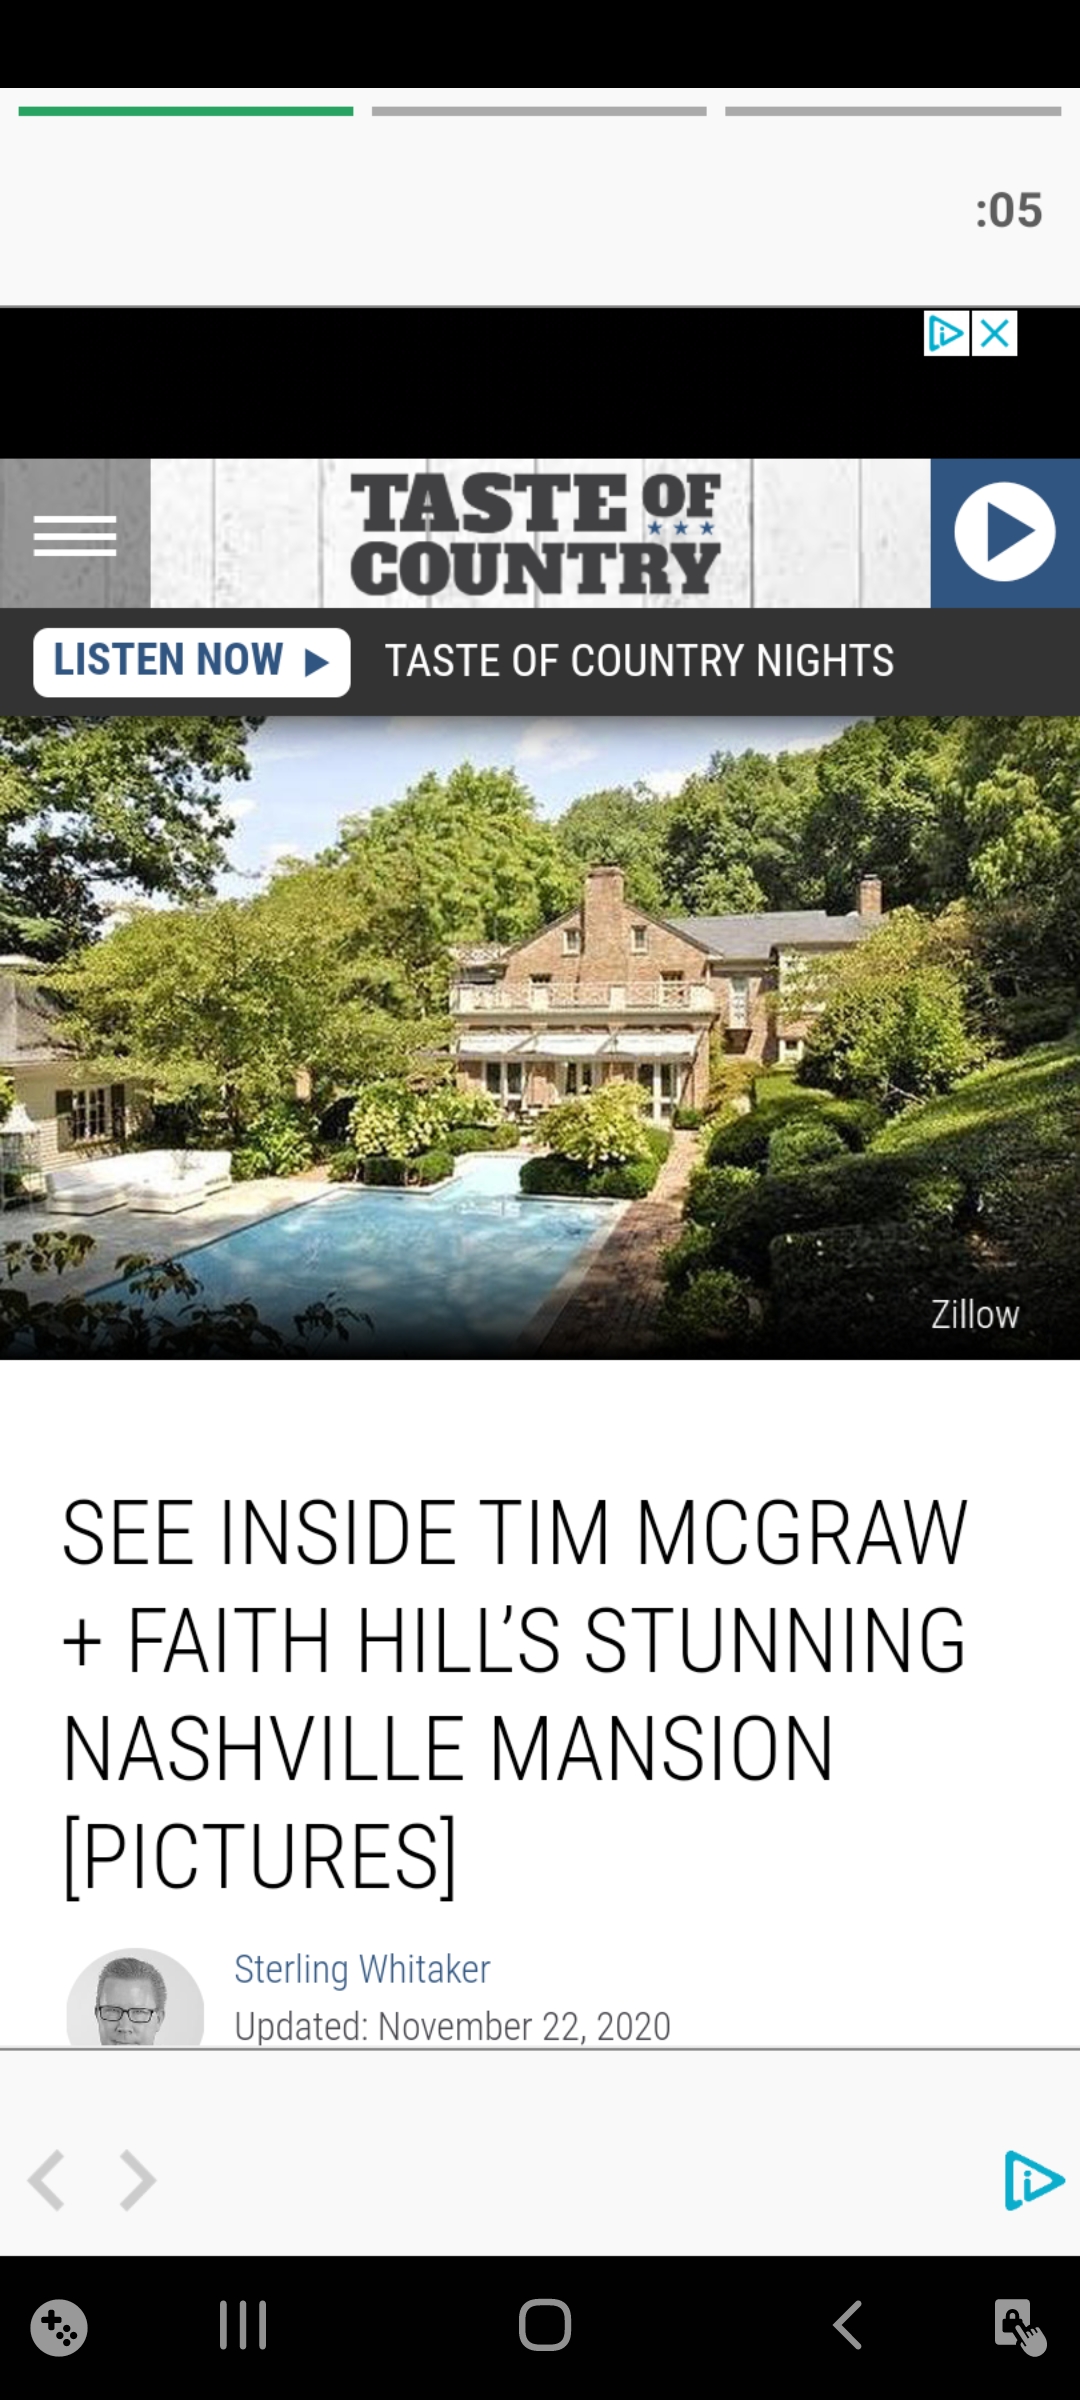 :05
TASTE OF
COUNTRY
LISTEN NOW
TASTE OF COUNTRY NIGHTS
Zillow
SEE INSIDE TIM MCGRAW
+ FAITH HILL’S STUNNING
NASHVILLE MANSION
[PICTURES]
Sterling Whitaker
Updated: November 22, 2020